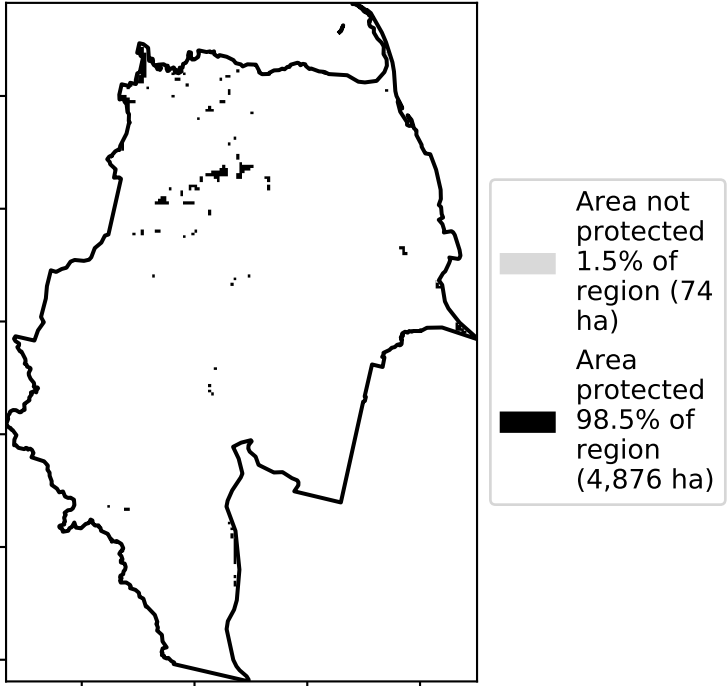 Area not
protected
1.5% of
region (74
ha)
Area
protected
98.5% of
region
(4,876 ha)